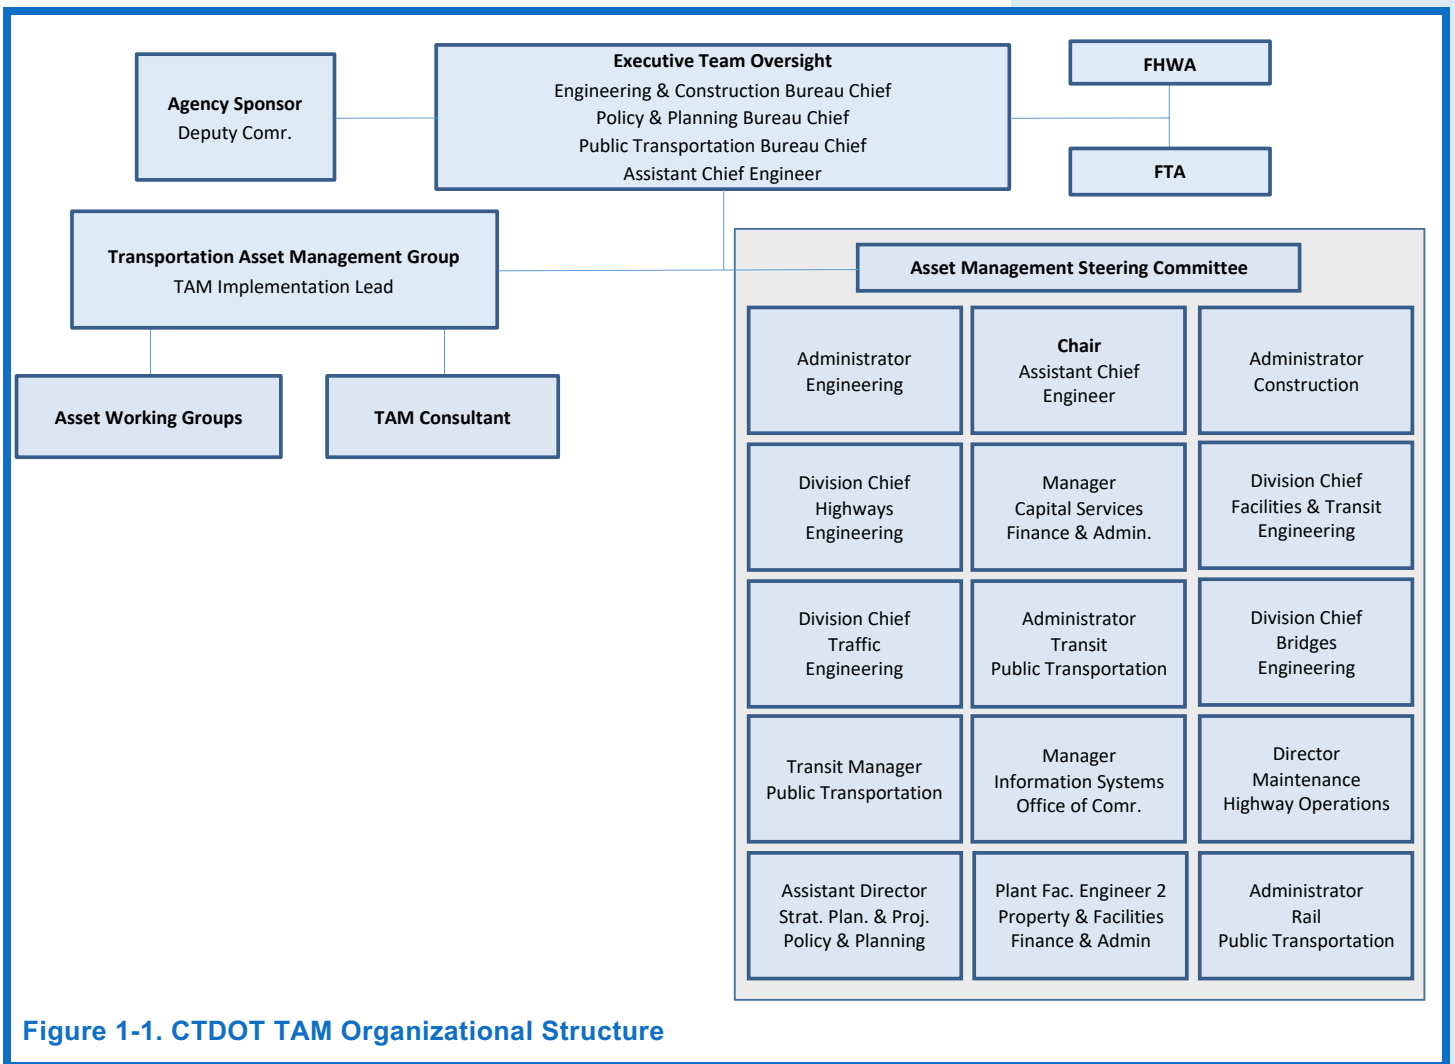 Agency Sponsor
Deputy Comr.
Executive Team Oversight
Engineering & Construction Bureau Chief
Policy & Planning Bureau Chief
Public Transportation Bureau Chief
Assistant Chief Engineer
FHWA
FTA
Transportation Asset Management Group
TAM Implementation Lead
Asset Working Groups
TAM Consultant
Asset Management Steering Committee
Administrator
Engineering
Chair
Assistant Chief
Engineer
Administrator
Construction
Division Chief
Highways
Engineering
Manager
Capital Services
Finance & Admin.
Division Chief
Facilities & Transit
Engineering
Division Chief
Traffic
Engineering
Administrator
Transit
Public Transportation
Division Chief
Bridges
Engineering
Transit Manager
Public Transportation
Manager
Information Systems
Office of Comr.
Director
Maintenance
Highway Operations
Assistant Director
Strat. Plan. & Proj.
Policy & Planning
Plant Fac. Engineer 2
Property & Facilities
Finance & Admin
Administrator
Rail
Public Transportation
Figure 1-1. CTDOT TAM Organizational Structure